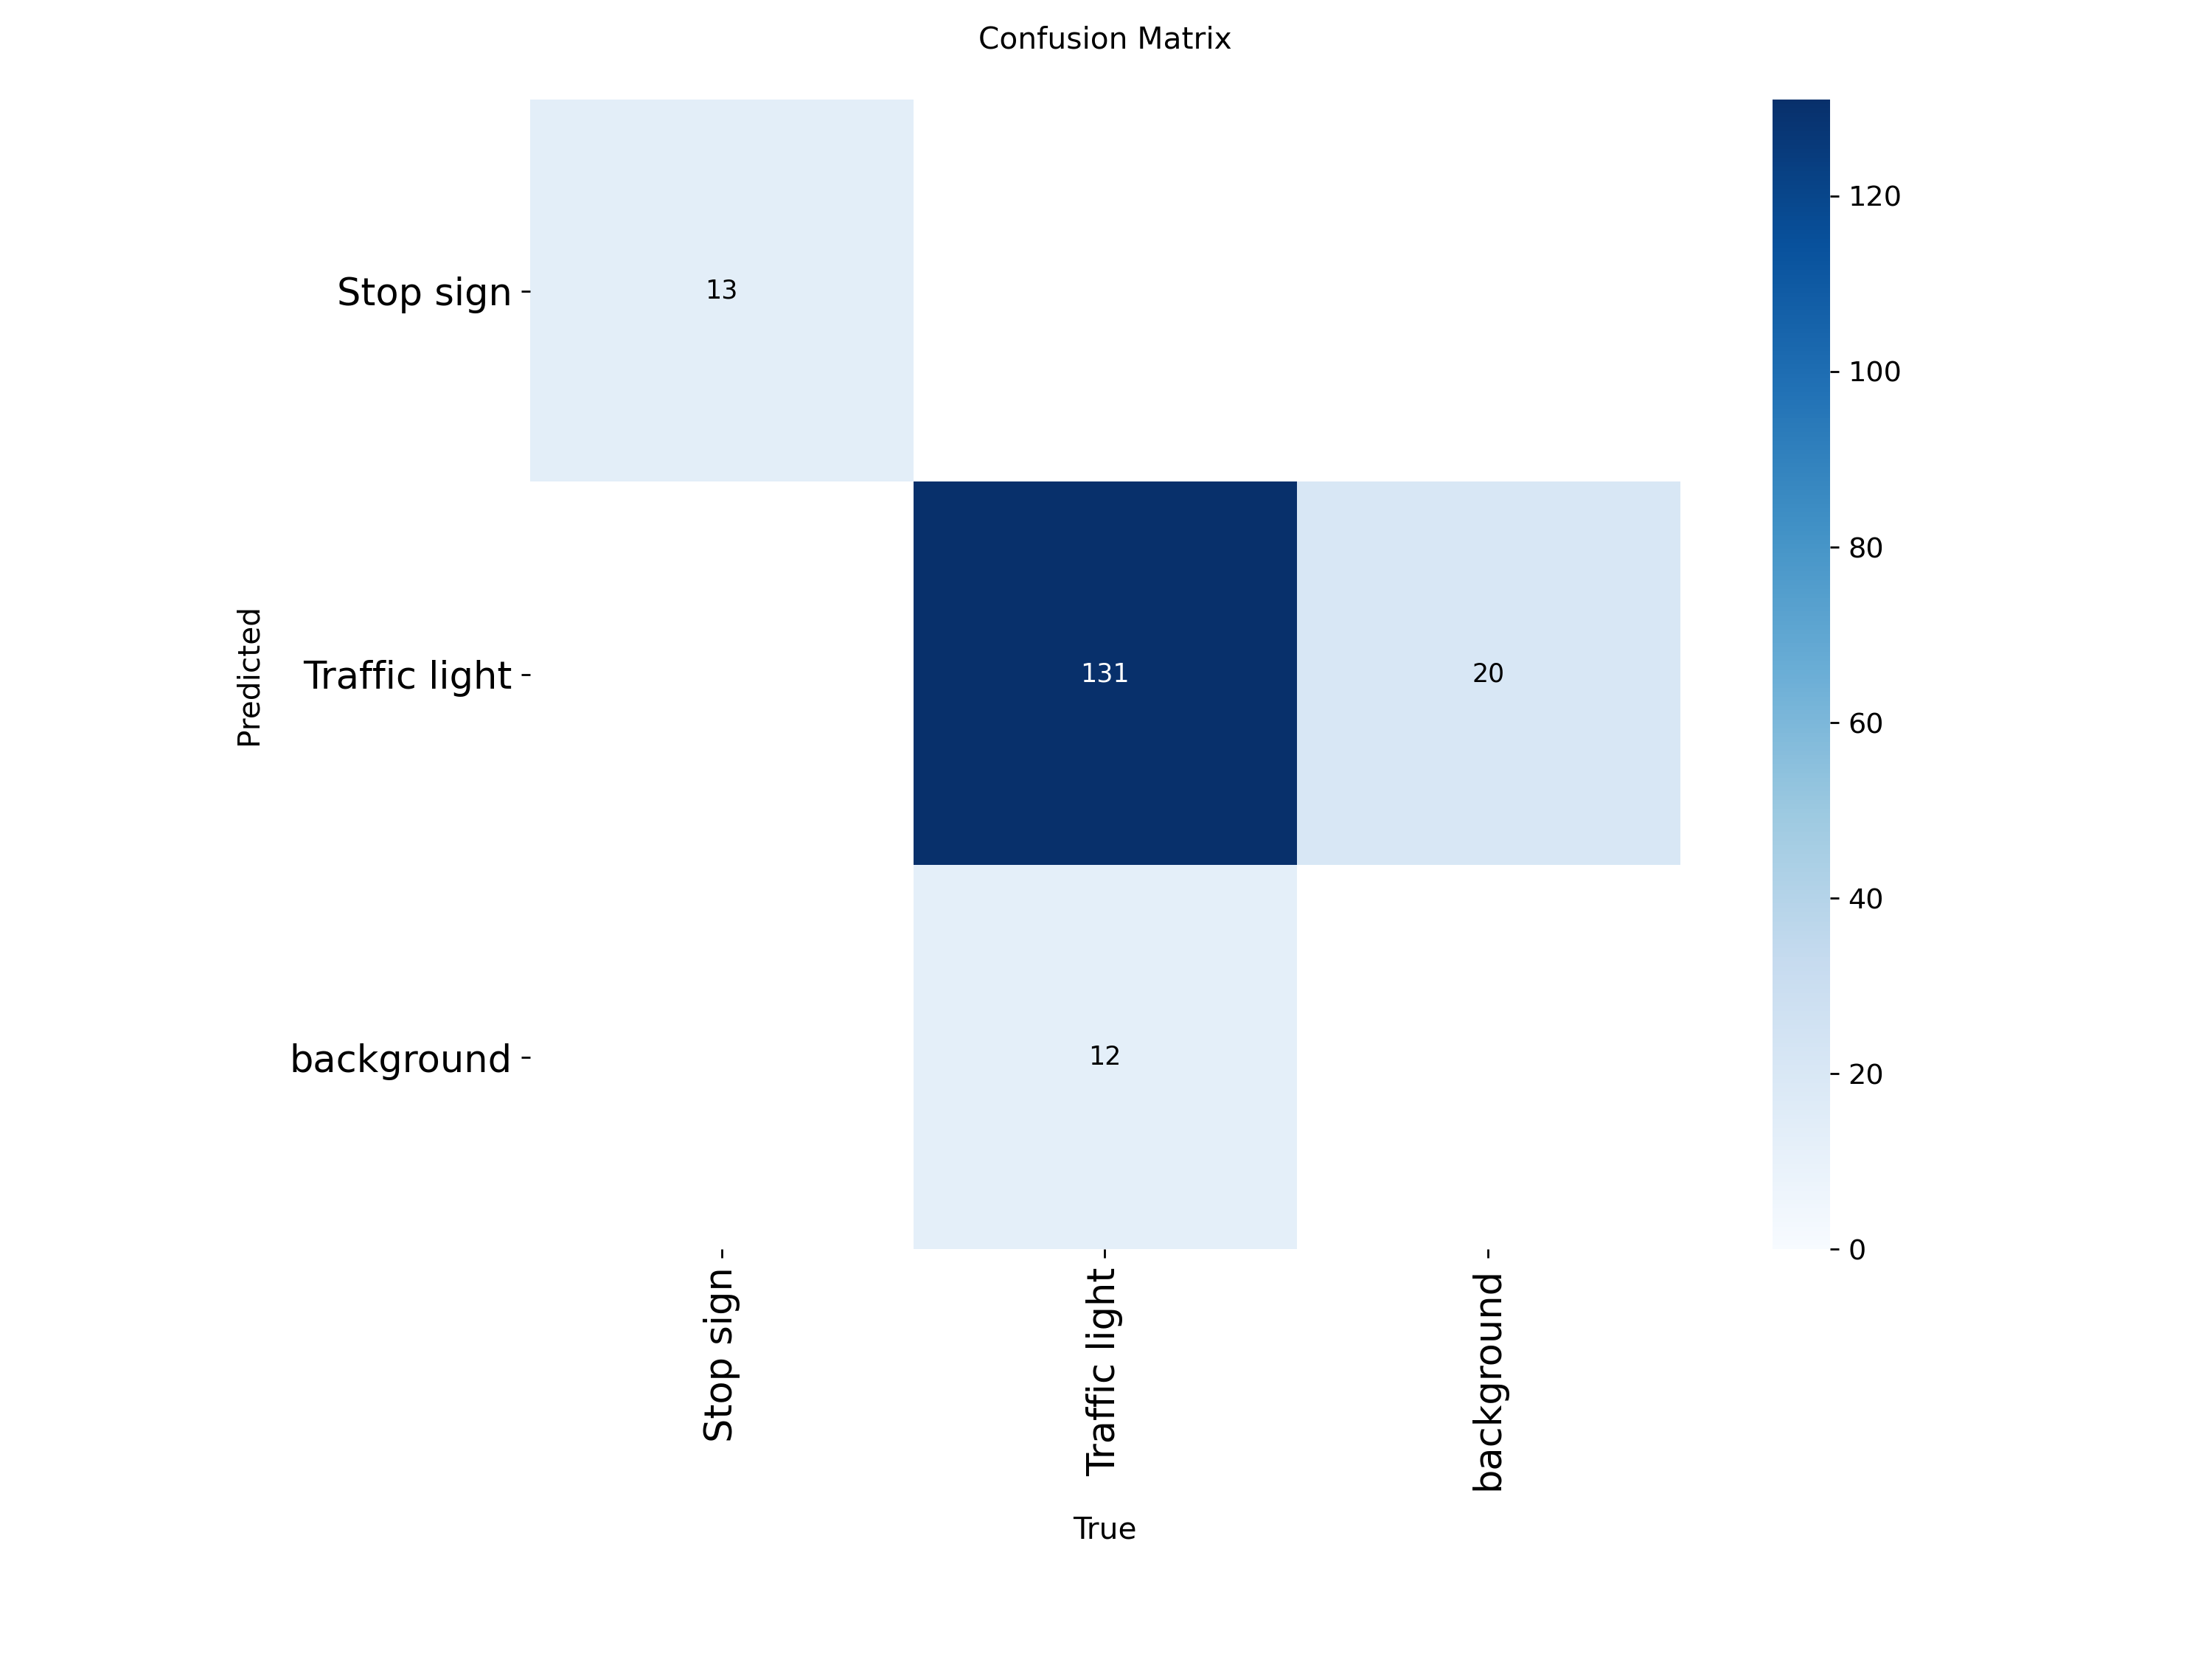 Confusion Matrix
Stop sign
Traffic light
background
Predicted
13
131
20
12
120
100
80
60
40
20
0
Stop sign
Traffic light
background
True